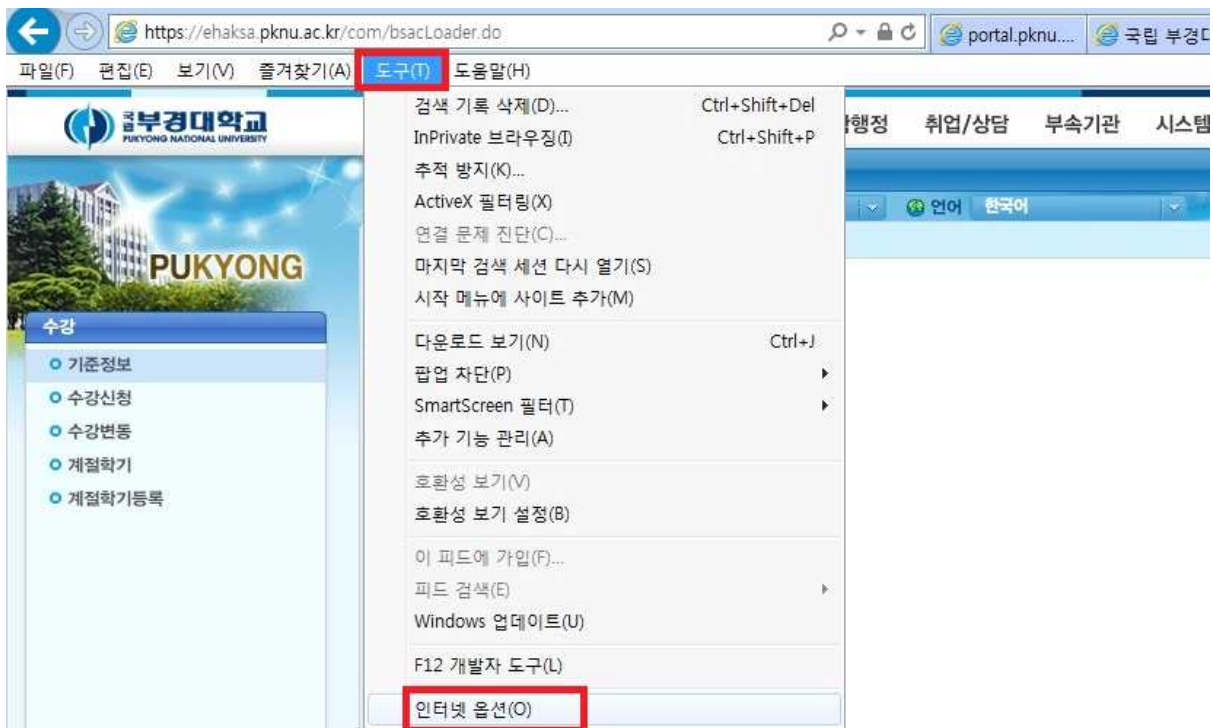 https://ehaksa.pknu.ac.kr/com/bsacLoader.do
portal.pknu....
국립 부경
파일(F) 편집(E) 보기(V) 즐겨찾기(A) 도구(T) 도움말(H)
국립부경대학교
PUKYONG NATIONAL UNIVERSITY
행정 취업/상담 부속기관 시스템
언어 한국어
PUKYONG
수강
기준정보
수강신청
수강변동
계절학기
계절학기등록
검색 기록 삭제(D)... Ctrl+Shift+Del
InPrivate 브라우징(I) Ctrl+Shift+P
추적 방지(K)...
ActiveX 필터링(X)
연결 문제 진단(C)...
마지막 검색 세션 다시 열기(S)
시작 메뉴에 사이트 추가(M)
다운로드 보기(N) Ctrl+J
팝업 차단(P)
SmartScreen 필터(T)
추가 기능 관리(A)
호환성 보기(V)
호환성 보기 설정(B)
이 피드에 가입(F)...
피드 검색(E)
Windows 업데이트(U)
F12 개발자 도구(L)
인터넷 옵션(O)